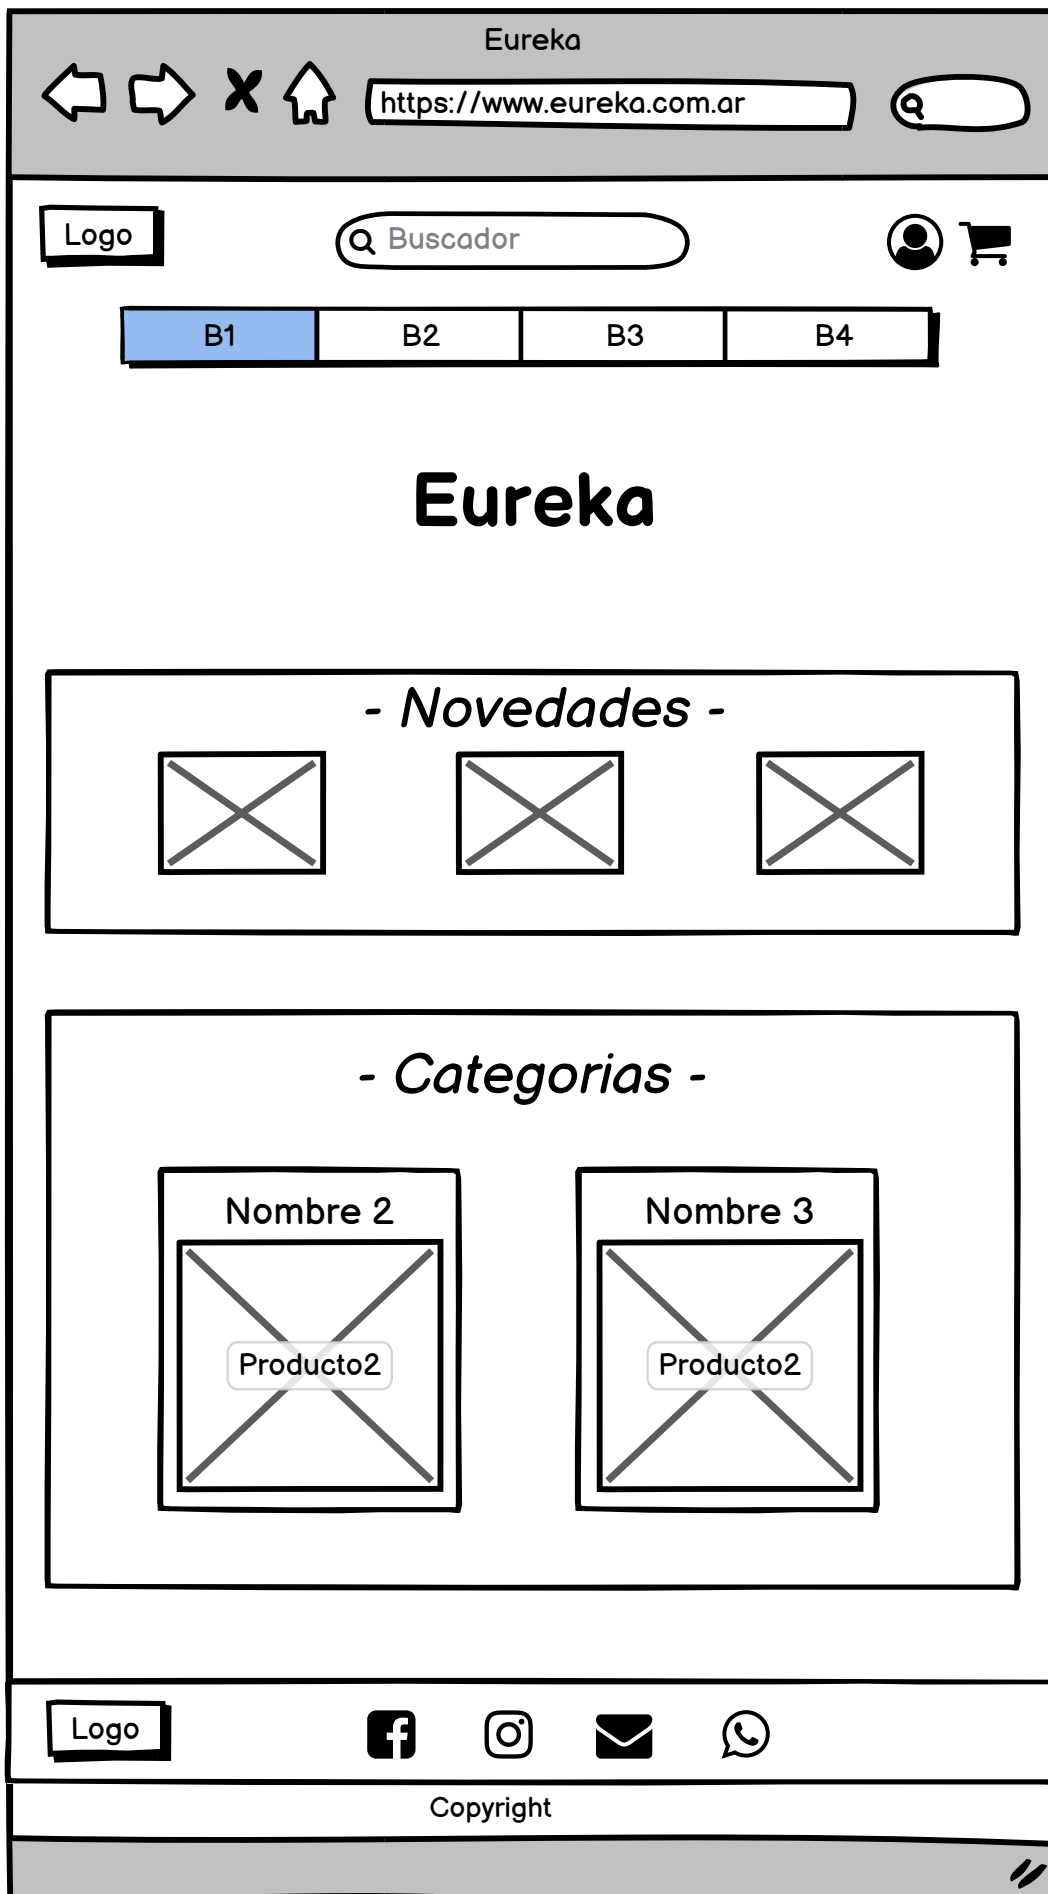 Eureka
https://www.eureka.com.ar
Logo
Buscador
B1 B2 B3 B4
Eureka
- Novedades -
- Categorias -
Nombre 2 Nombre 3
Producto2 Producto2
Logo
Copyright